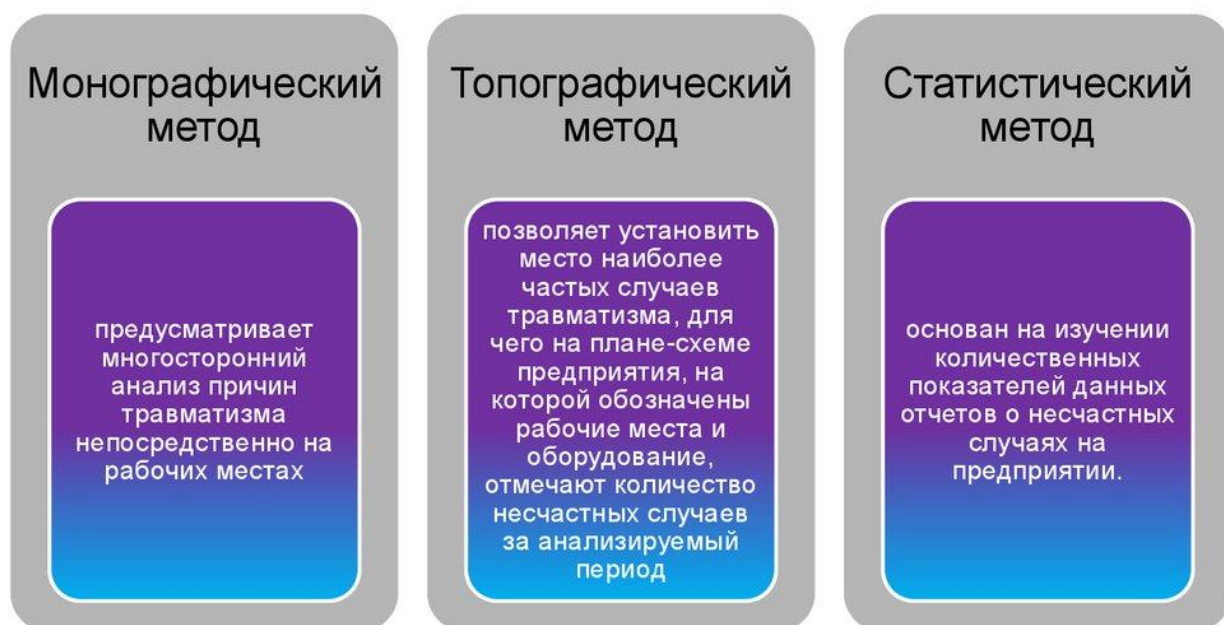 Монографический
метод
предусматривает
многосторонний
анализ причин
травматизма
непосредственно на
рабочих местах
Топографический
метод
позволяет установить
место наиболее
частых случаев
травматизма, для
чего на плане-схеме
предприятия, на
которой обозначены
рабочие места и
оборудование,
отмечают количество
несчастных случаев
за анализируемый
период
Статистический
метод
основан на изучении
количественных
показателей данных
отчетов о несчастных
случаях на
предприятии.